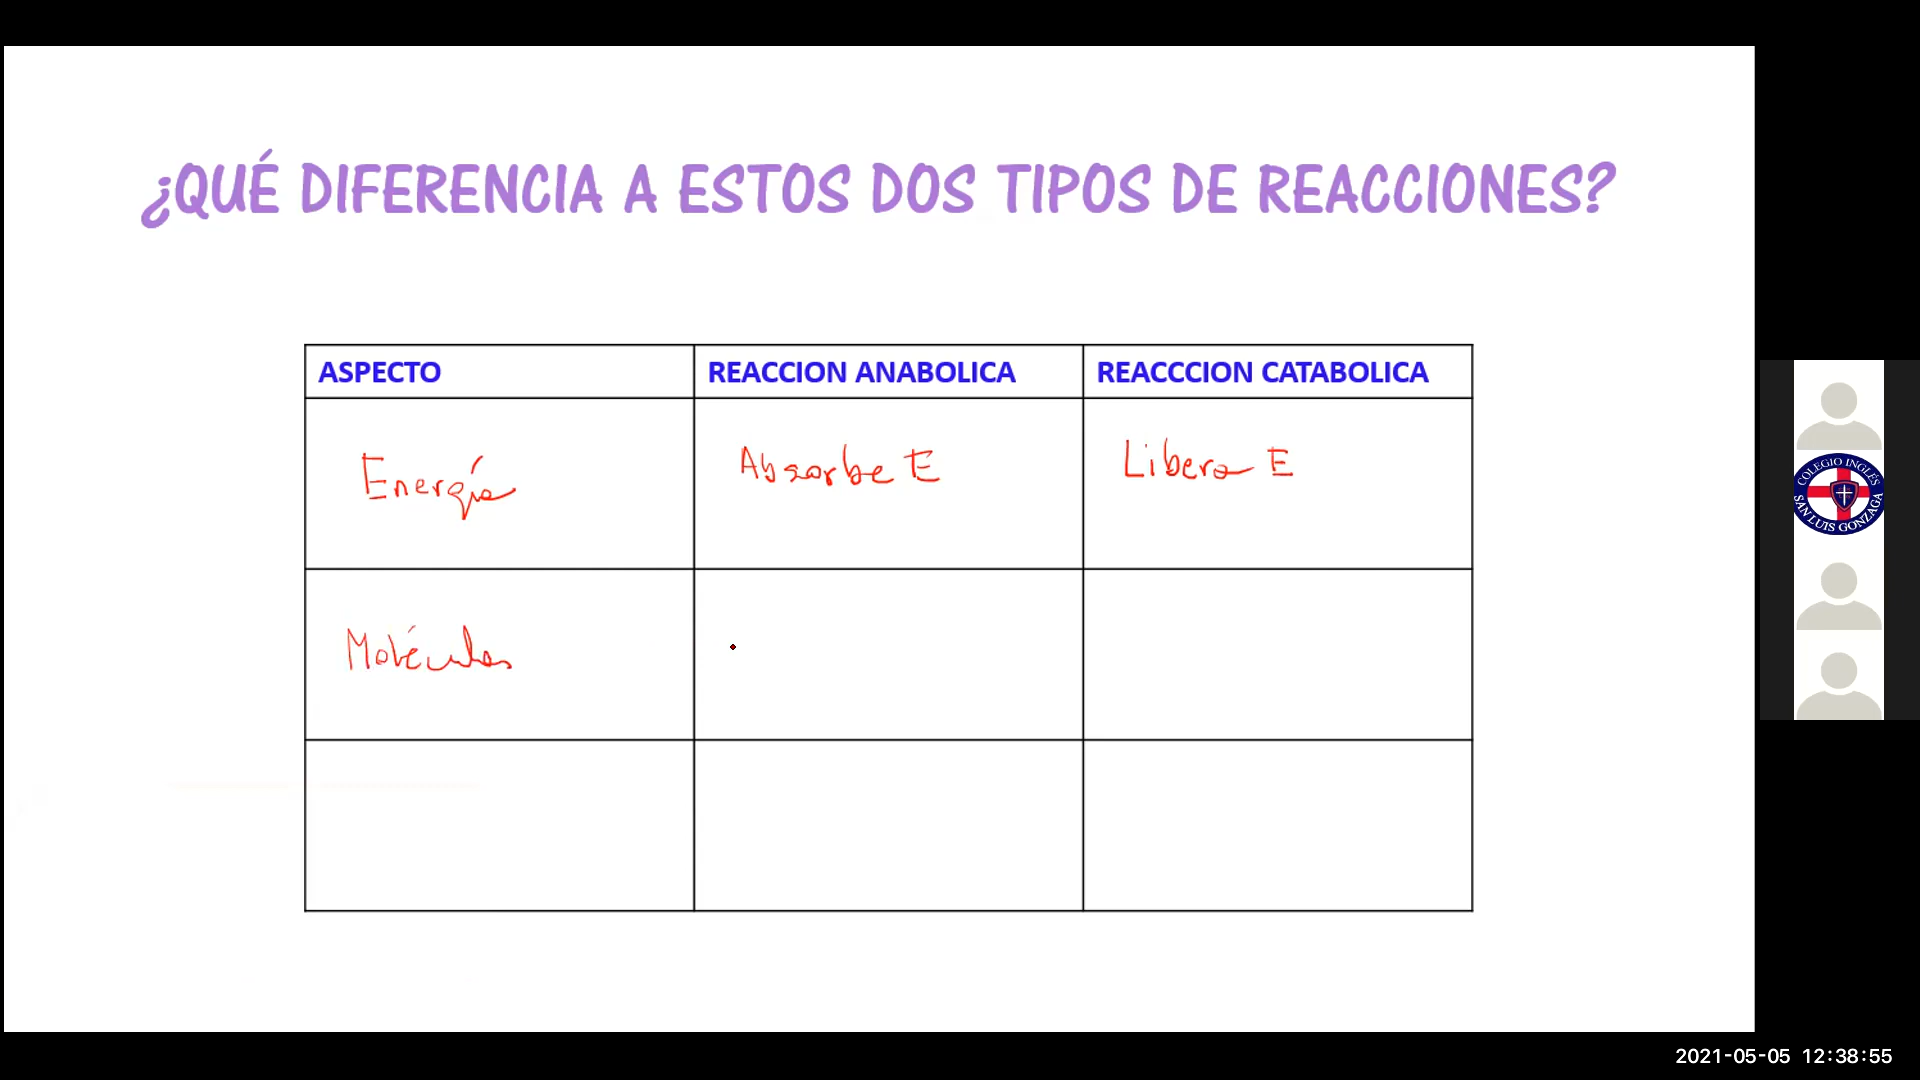 ¿QUÉ DIFERENCIA A ESTOS DOS TIPOS DE REACCIONES?
ASPECTO REACCION ANABOLICA REACCCION CATABOLICA
Energía Absorbe E Libera E
Moléculas
COLEGIO INGLÉS
SAN LUIS GONZAGA
2021-05-05 12:38:55